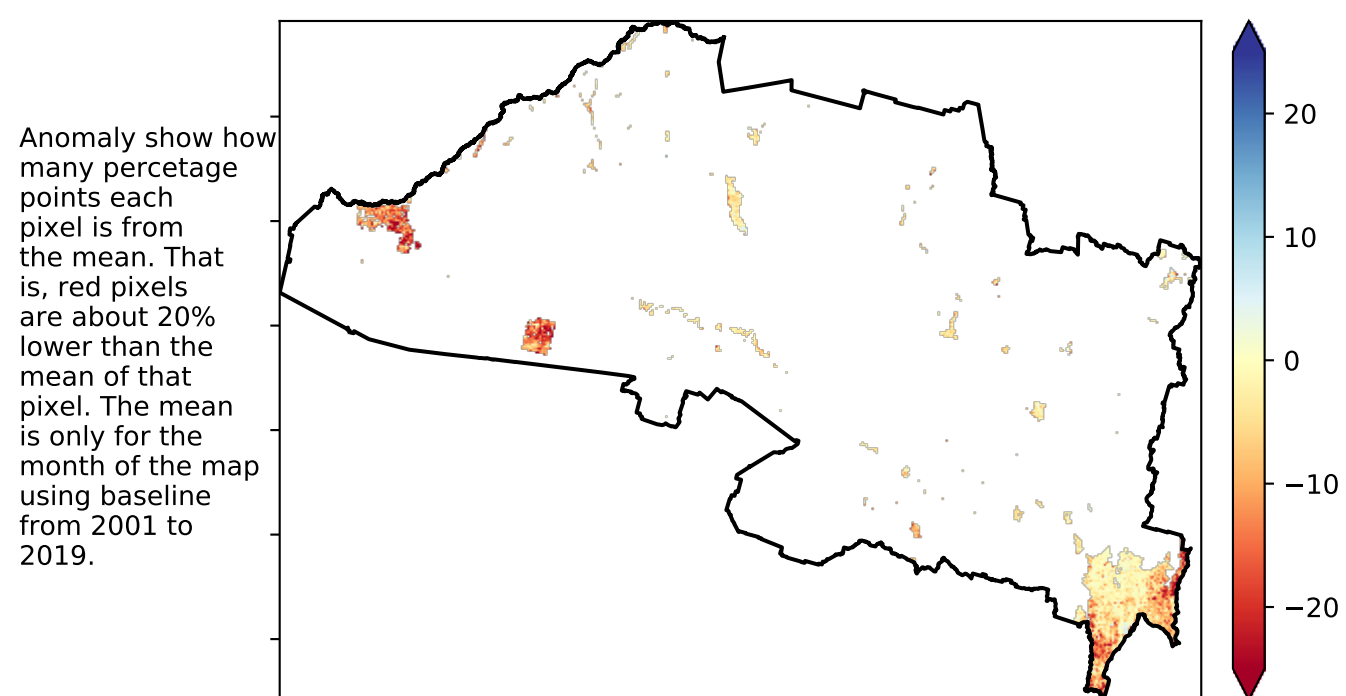 Anomaly show how
many percetage
points each
pixel is from
the mean. That
is, red pixels
are about 20%
lower than the
mean of that
pixel. The mean
is only for the
month of the map
using baseline
from 2001 to
2019.
20
10
0
−10
−20